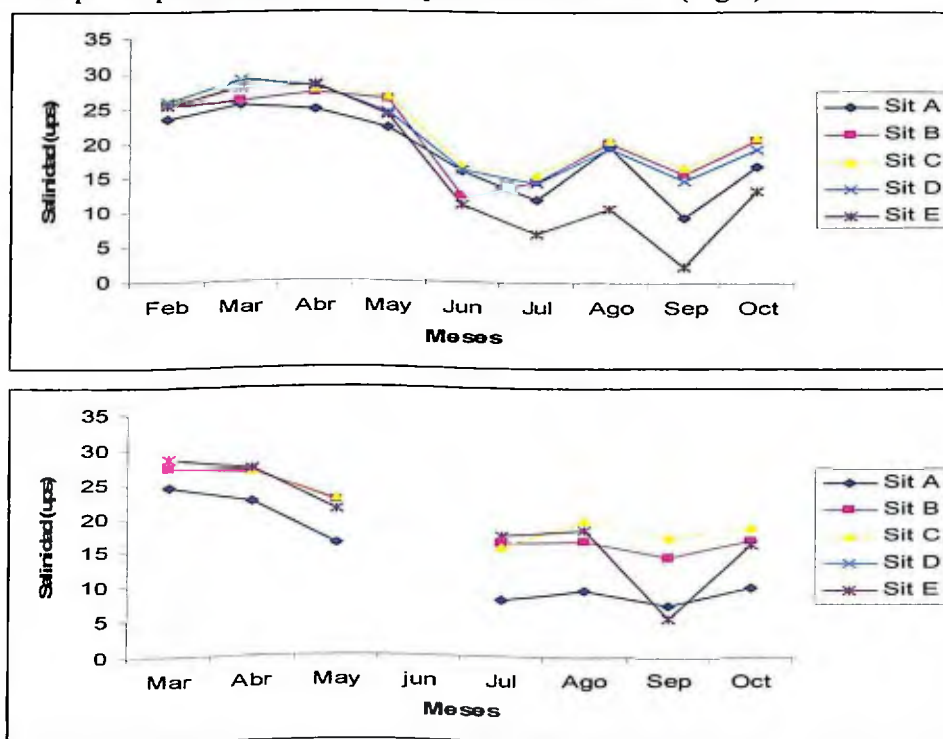 35
30
25
20
15
10
5
0
Salinidad (ups)
Feb Mar Abr May Jun Jul Ago Sep Oct
Meses
Sit A
Sit B
Sit C
Sit D
Sit E
35
30
25
20
15
10
5
0
Salinidad (ups)
Mar Abr May jun Jul Ago Sep Oct
Meses
Sit A
Sit B
Sit C
Sit D
Sit E